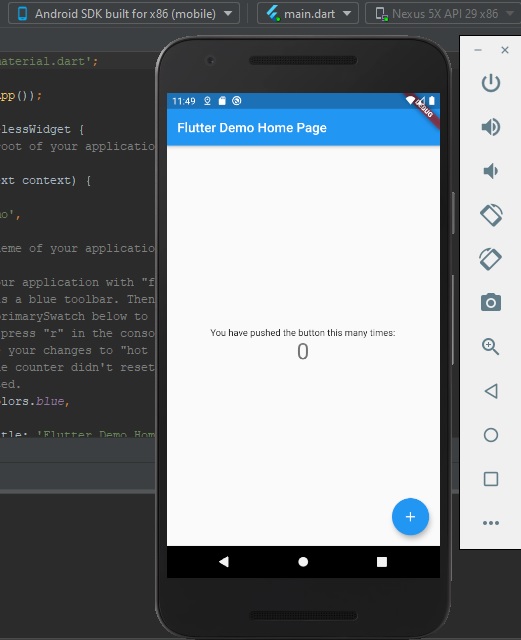 Android SDK built for x86 (mobile)
main.dart
Nexus 5X API 29 x86
material.dart';
pp());
lessWidget {
root of your applicatio
xt context) {
o',
eme of your applicatio
our application with "f
s a blue toolbar. Then
primarySwatch below to
press "r" in the conso
your changes to "hot
e counter didn't reset
ed.
lors.blue,
tle: 'Flutter Demo Hom
11:49
DEBUG
Flutter Demo Home Page
You have pushed the button this many times:
0
+